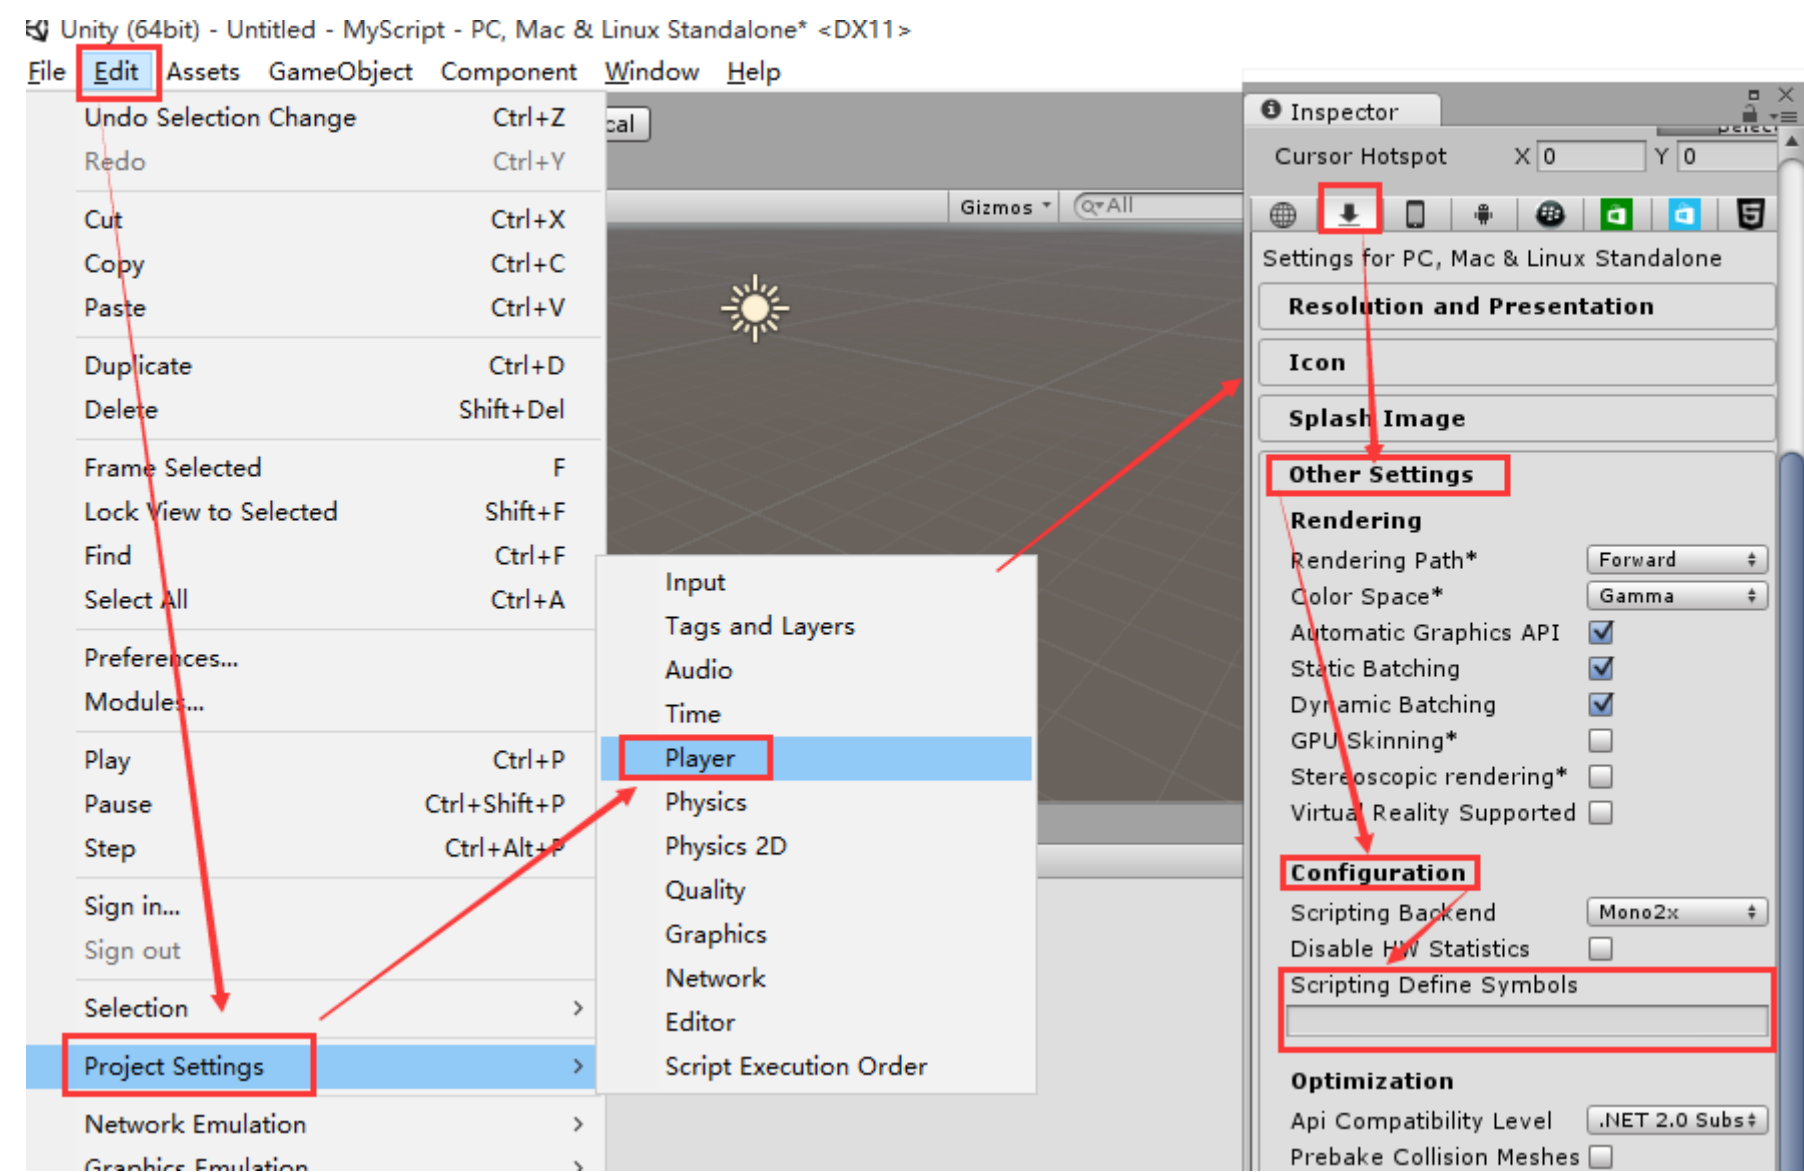 Unity (64bit) - Untitled - MyScript - PC, Mac & Linux Standalone* <DX11>
File Edit Assets GameObject Component Window Help
Undo Selection Change Ctrl+Z
Redo Ctrl+Y
Cut Ctrl+X
Copy Ctrl+C
Paste Ctrl+V
Duplicate Ctrl+D
Delete Shift+Del
Frame Selected F
Lock View to Selected Shift+F
Find Ctrl+F
Select All Ctrl+A
Preferences...
Modules...
Play Ctrl+P
Pause Ctrl+Shift+P
Step Ctrl+Alt+P
Sign in...
Sign out
Selection >
Project Settings >
Network Emulation >
Graphics Emulation >
cal
Gizmos All
Input
Tags and Layers
Audio
Time
Player
Physics
Physics 2D
Quality
Graphics
Network
Editor
Script Execution Order
Inspector
Cursor Hotspot X 0 Y 0
Settings for PC, Mac & Linux Standalone
Resolution and Presentation
Icon
Splash Image
Other Settings
Rendering
Rendering Path* Forward
Color Space* Gamma
Automatic Graphics API
Static Batching
Dynamic Batching
GPU Skinning*
Stereoscopic rendering*
Virtual Reality Supported
Configuration
Scripting Backend Mono2x
Disable HW Statistics
Scripting Define Symbols
Optimization
Api Compatibility Level .NET 2.0 Subs
Prebake Collision Meshes